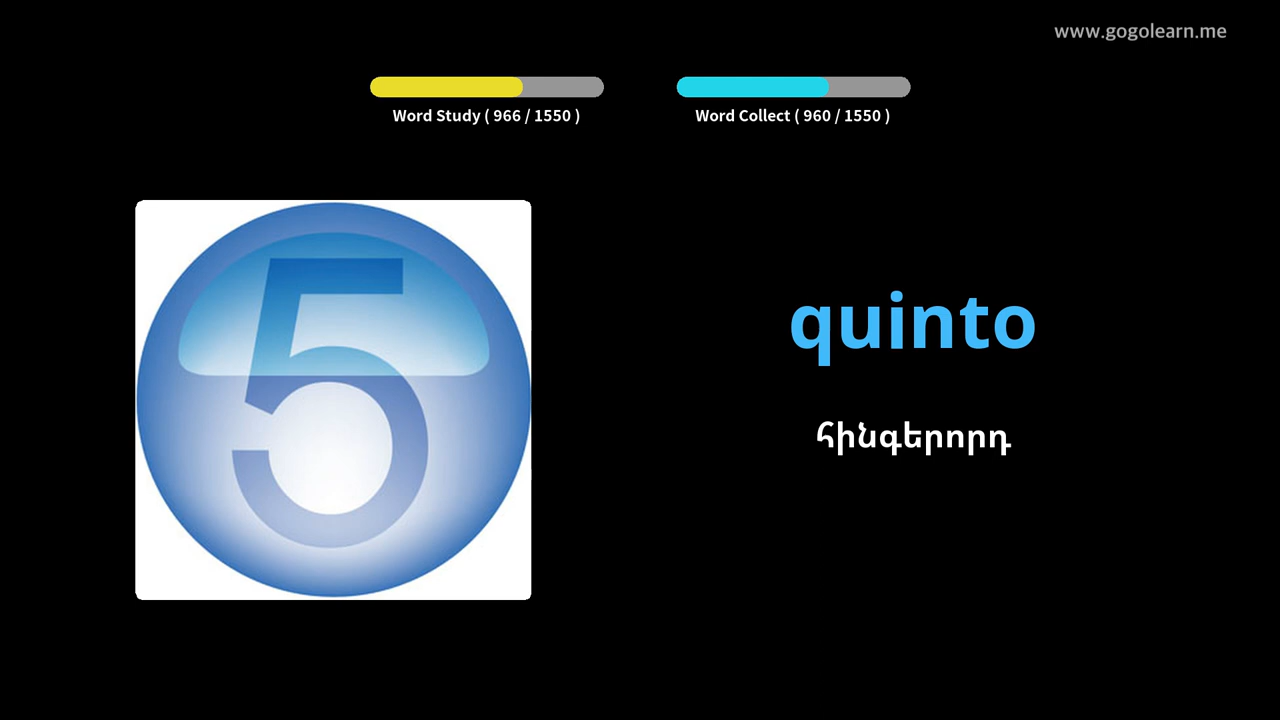 www.gogolearn.me
Word Study ( 966 / 1550 )
Word Collect ( 960 / 1550 )
5
quinto
հինգերորդ